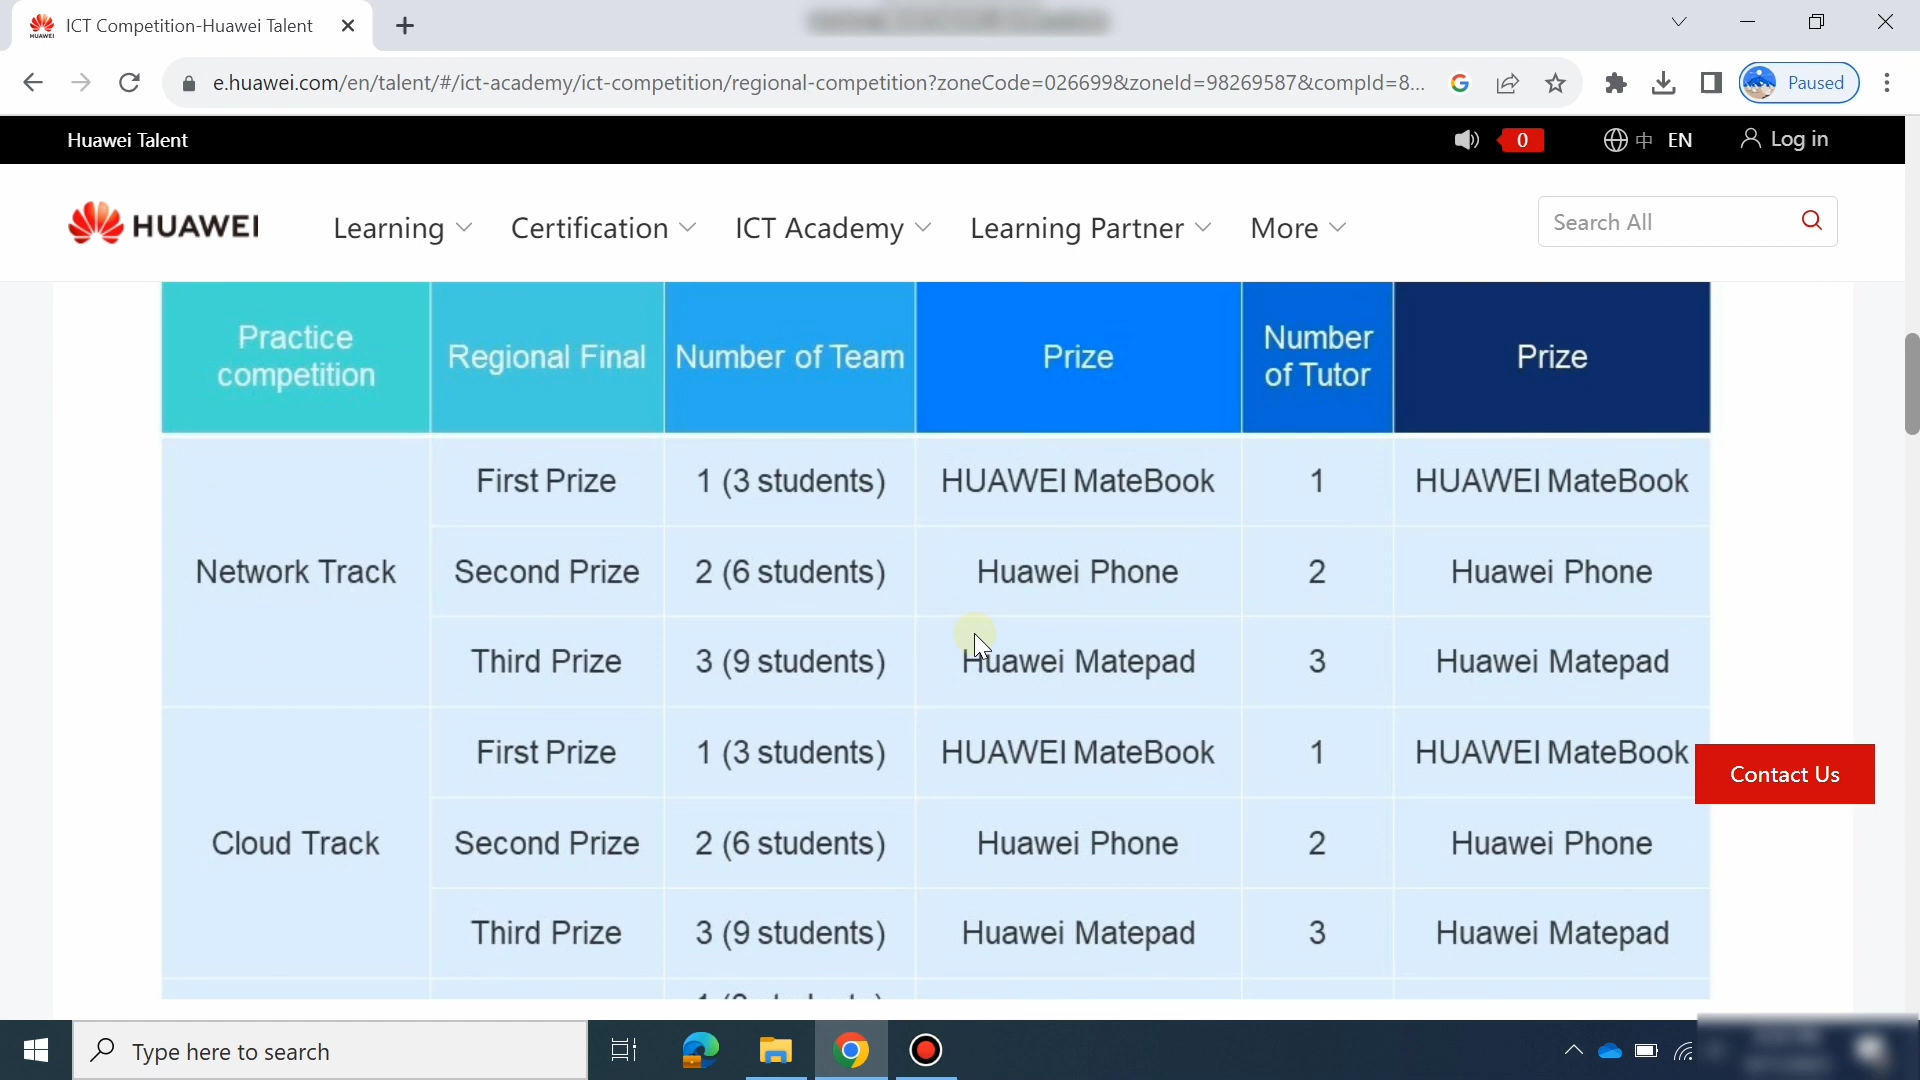 ICT Competition-Huawei Talent
e.huawei.com/en/talent/#/ict-academy/ict-competition/regional-competition?zoneCode=026699&zoneId=98269587&compId=8...
Paused
Huawei Talent
0
中 EN
Log in
HUAWEI
Learning
Certification
ICT Academy
Learning Partner
More
Search All
Practice competition
Regional Final
Number of Team
Prize
Number of Tutor
Prize
Network Track
First Prize 1 (3 students) HUAWEI MateBook 1 HUAWEI MateBook
Second Prize 2 (6 students) Huawei Phone 2 Huawei Phone
Third Prize 3 (9 students) Huawei Matepad 3 Huawei Matepad
Cloud Track
First Prize 1 (3 students) HUAWEI MateBook 1 HUAWEI MateBook
Second Prize 2 (6 students) Huawei Phone 2 Huawei Phone
Third Prize 3 (9 students) Huawei Matepad 3 Huawei Matepad
Contact Us
Type here to search